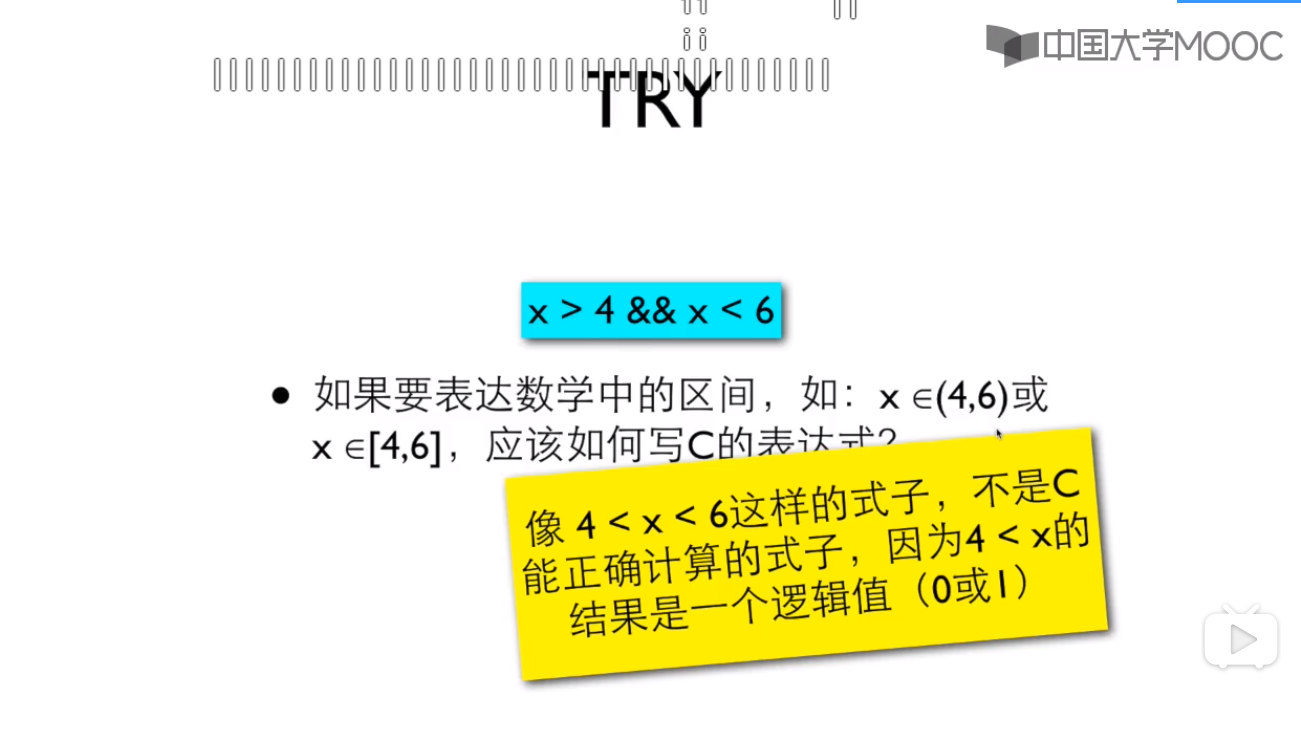 中国大学MOOC
TRY
x > 4 && x < 6
● 如果要表达数学中的区间，如：x ∈(4,6)或
x ∈[4,6]，应该如何写C的表达式？
像 4 < x < 6这样的式子，不是C
能正确计算的式子，因为4 < x的
结果是一个逻辑值（0或1）